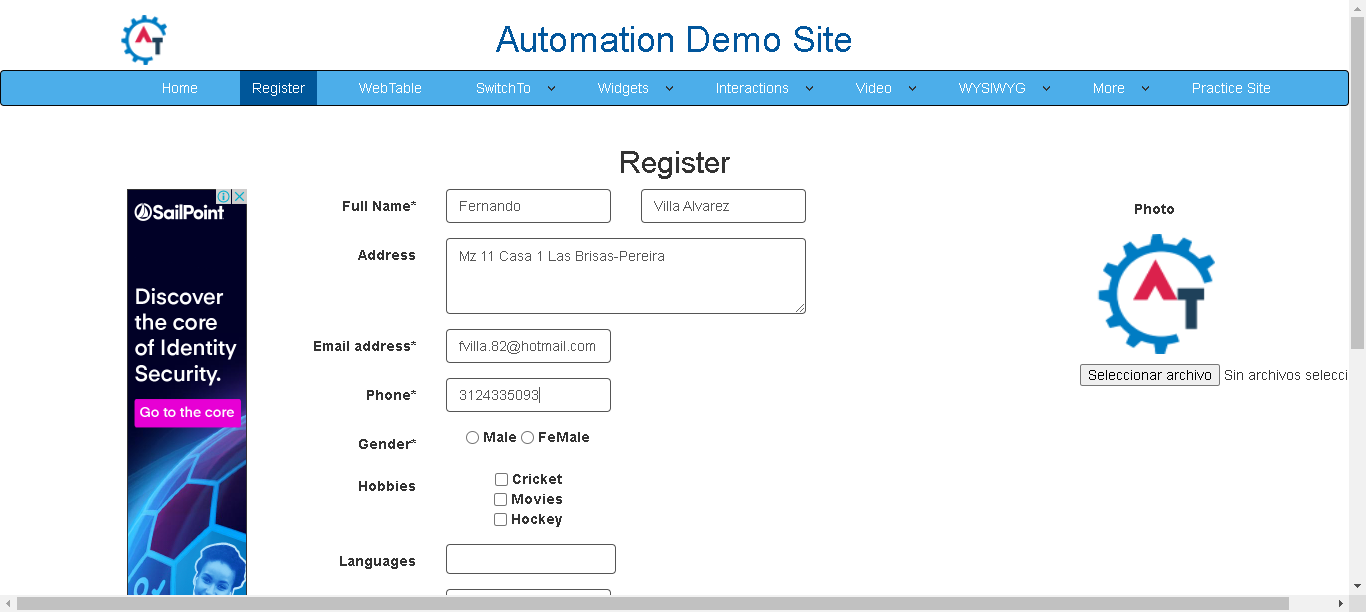 Automation Demo Site
Home Register WebTable SwitchTo Widgets Interactions Video WYSIWYG More Practice Site
Register
SailPoint
Discover
the core
of Identity
Security.
Go to the core
Full Name* Fernando Villa Alvarez
Address Mz 11 Casa 1 Las Brisas-Pereira
Email address* fvilla.82@hotmail.com
Phone* 3124335093
Gender* Male FeMale
Hobbies Cricket
Movies
Hockey
Languages
Photo
AT
Seleccionar archivo Sin archivos selecci